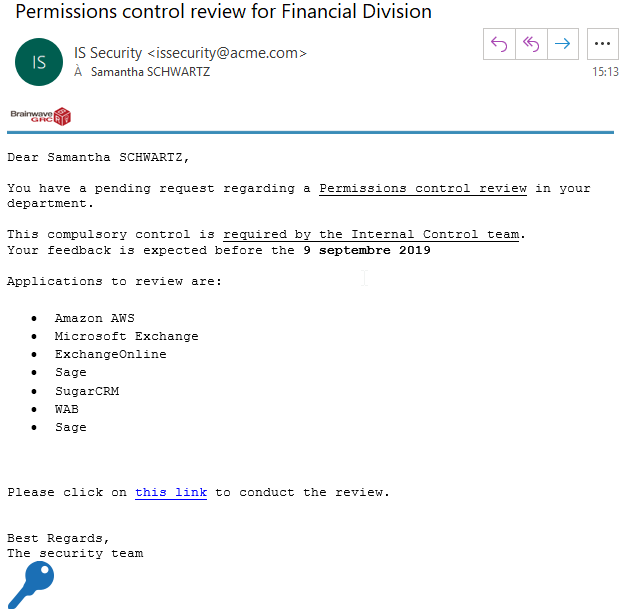 Permissions control review for Financial Division
IS
IS Security <issecurity@acme.com>
À Samantha SCHWARTZ
15:13
Brainwave
GRC
Dear Samantha SCHWARTZ,
You have a pending request regarding a Permissions control review in your
department.
This compulsory control is required by the Internal Control team.
Your feedback is expected before the 9 septembre 2019
Applications to review are:
• Amazon AWS
• Microsoft Exchange
• ExchangeOnline
• Sage
• SugarCRM
• WAB
• Sage
Please click on this link to conduct the review.
Best Regards,
The security team